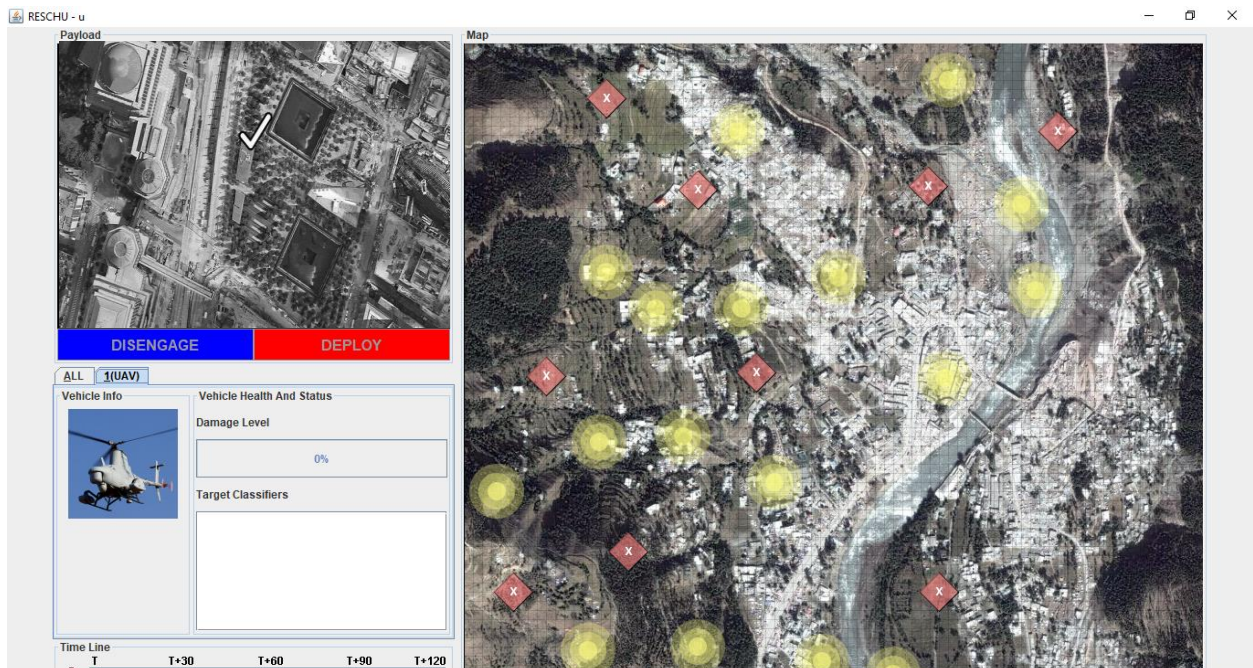 RESCHU - u
Payload
DISENGAGE
DEPLOY
ALL
1(UAV)
Vehicle Info
Vehicle Health And Status
Damage Level
0%
Target Classifiers
Time Line
T
T+30
T+60
T+90
T+120
Map
X
X
X
X
X
X
X
X
X